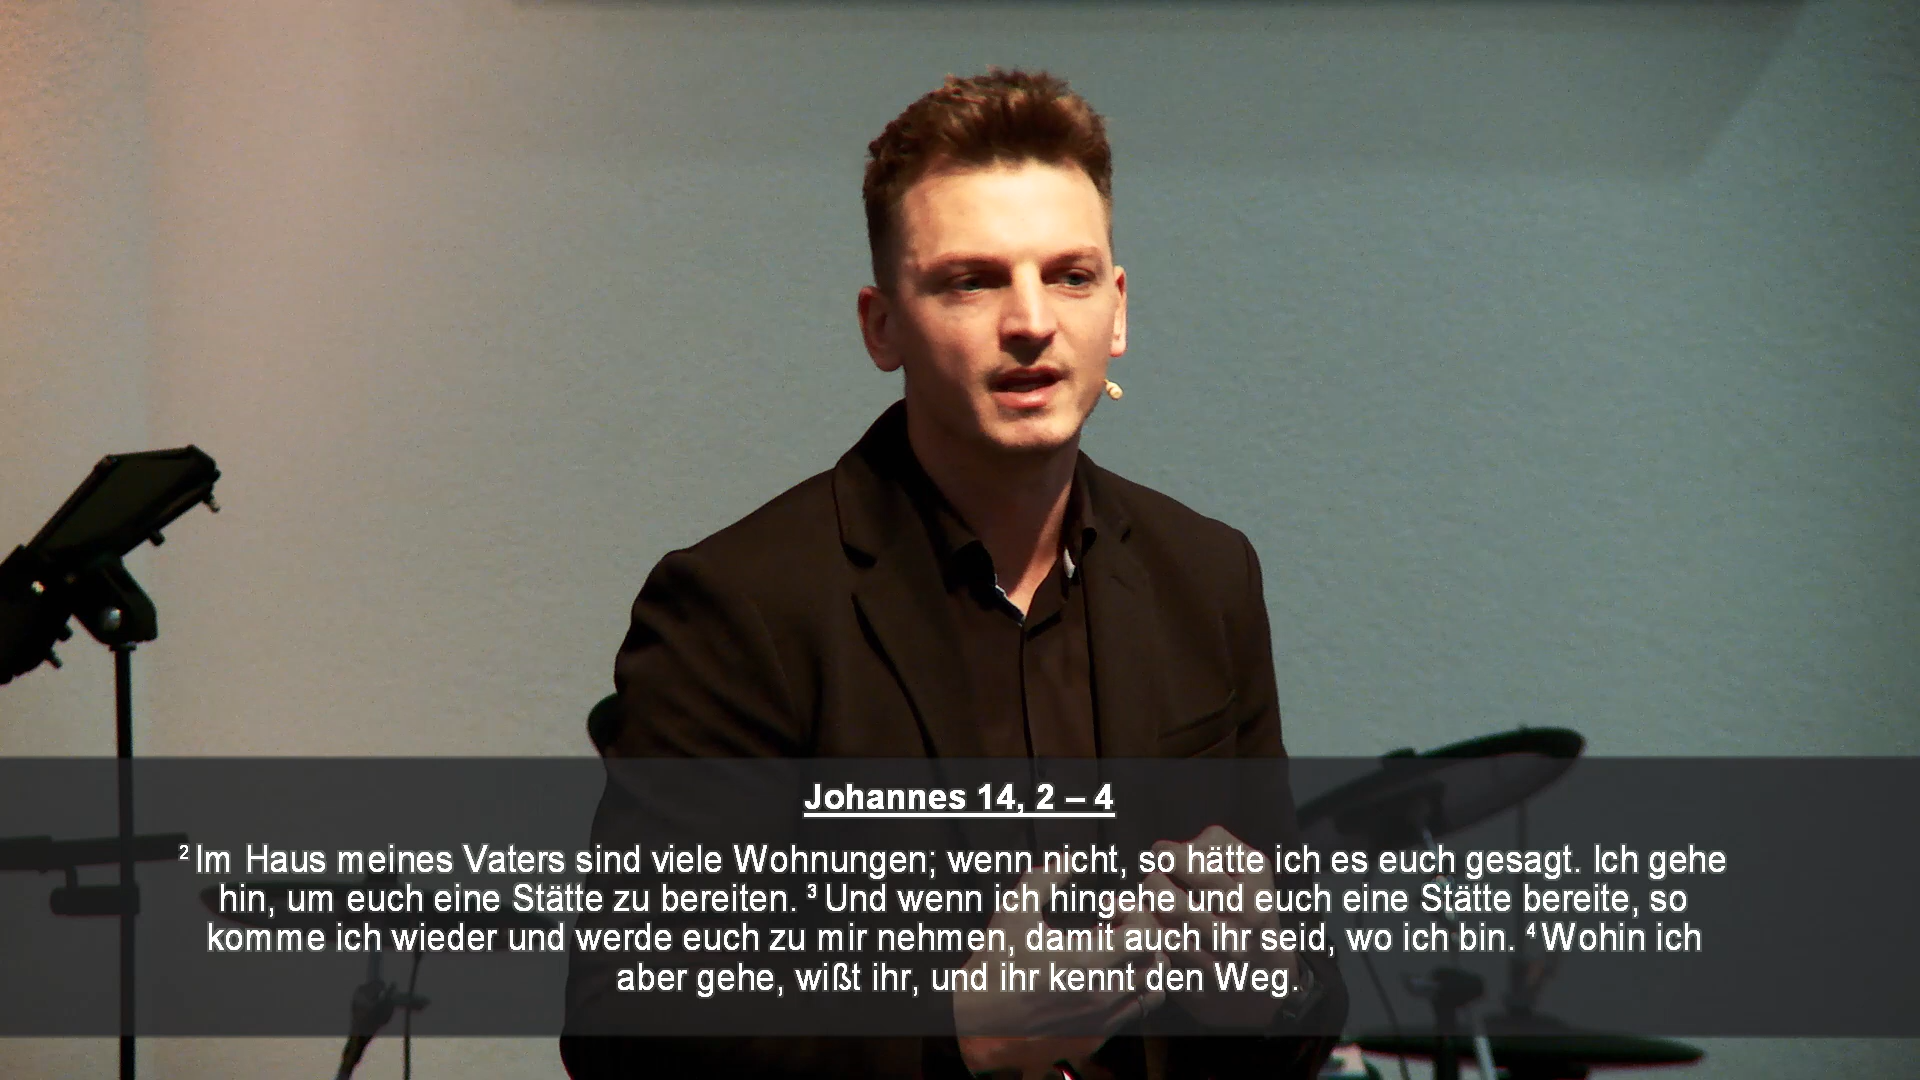 Johannes 14, 2 – 4
² Im Haus meines Vaters sind viele Wohnungen; wenn nicht, so hätte ich es euch gesagt. Ich gehe
hin, um euch eine Stätte zu bereiten. ³ Und wenn ich hingehe und euch eine Stätte bereite, so
komme ich wieder und werde euch zu mir nehmen, damit auch ihr seid, wo ich bin. ⁴ Wohin ich
aber gehe, wißt ihr, und ihr kennt den Weg.